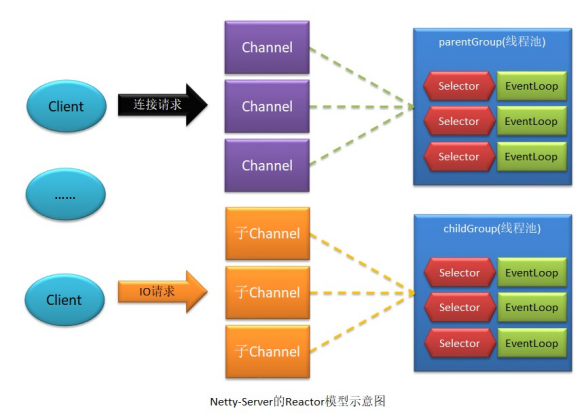 Channel
parentGroup(线程池)
Selector EventLoop
Client
连接请求
Channel
Selector EventLoop
Channel
Selector EventLoop
……
子Channel
childGroup(线程池)
Selector EventLoop
Client
IO请求
子Channel
Selector EventLoop
子Channel
Selector EventLoop
Netty-Server的Reactor模型示意图